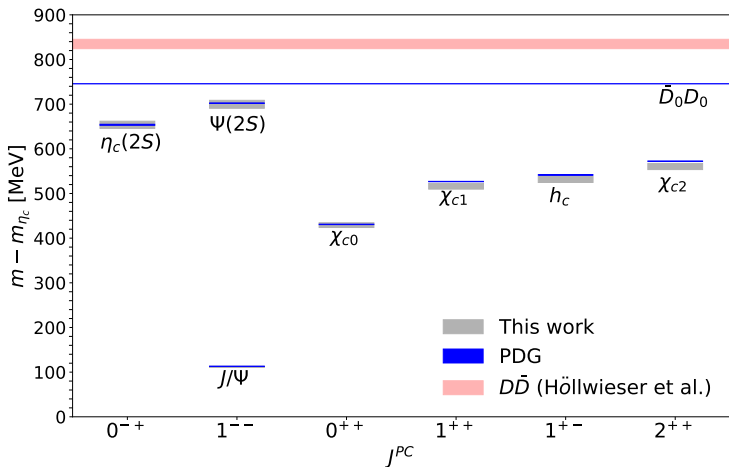 900
800
700
600
500
400
300
200
100
0
m − m_{η_c} [MeV]
D̄₀D₀
η_c(2S)
Ψ(2S)
χ_{c0}
χ_{c1}
h_c
χ_{c2}
J/Ψ
This work
PDG
DD̄ (Höllwieser et al.)
0⁻⁺
1⁻⁻
0⁺⁺
1⁺⁺
1⁺⁻
2⁺⁺
J^{PC}